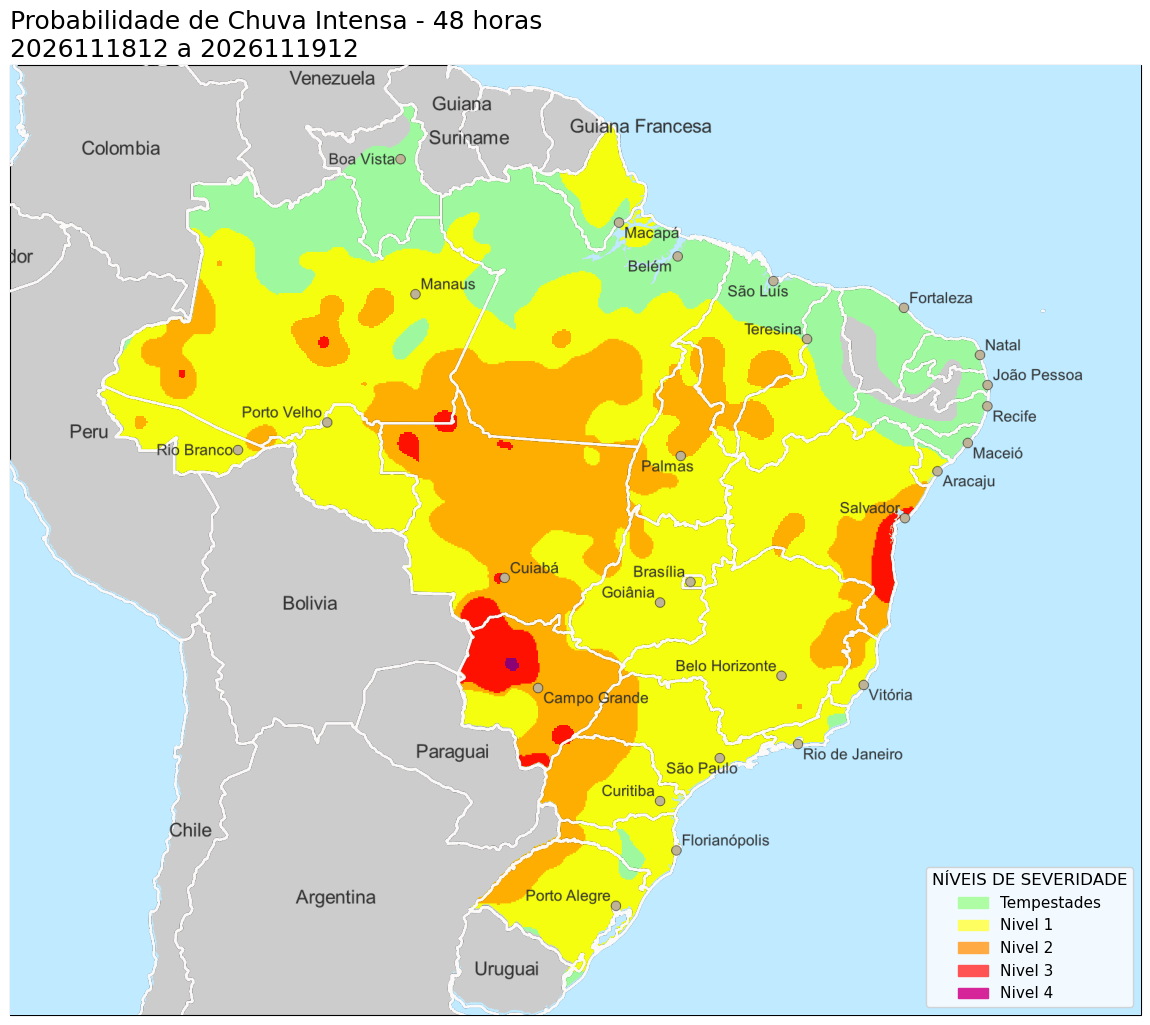 Probabilidade de Chuva Intensa - 48 horas
2026111812 a 2026111912
Venezuela
Guiana
Suriname
Guiana Francesa
Colombia
Boa Vista
dor
Macapá
Belém
Manaus
São Luís
Fortaleza
Teresina
Natal
João Pessoa
Recife
Maceió
Aracaju
Porto Velho
Peru
Rio Branco
Palmas
Salvador
Cuiabá
Brasília
Goiânia
Bolivia
Belo Horizonte
Vitória
Campo Grande
Paraguai
Rio de Janeiro
São Paulo
Curitiba
Chile
Florianópolis
Argentina
Porto Alegre
Uruguai
NÍVEIS DE SEVERIDADE
Tempestades
Nivel 1
Nivel 2
Nivel 3
Nivel 4